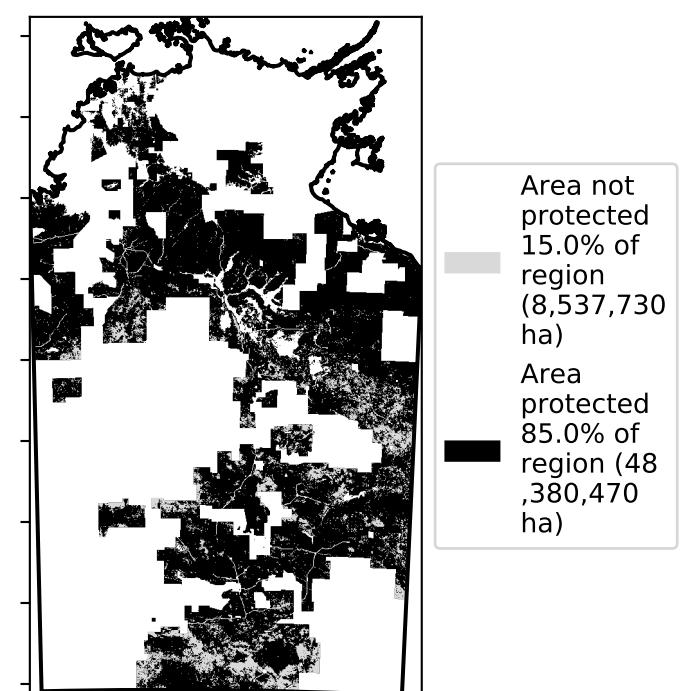 Area not
protected
15.0% of
region
(8,537,730
ha)
Area
protected
85.0% of
region (48
,380,470
ha)